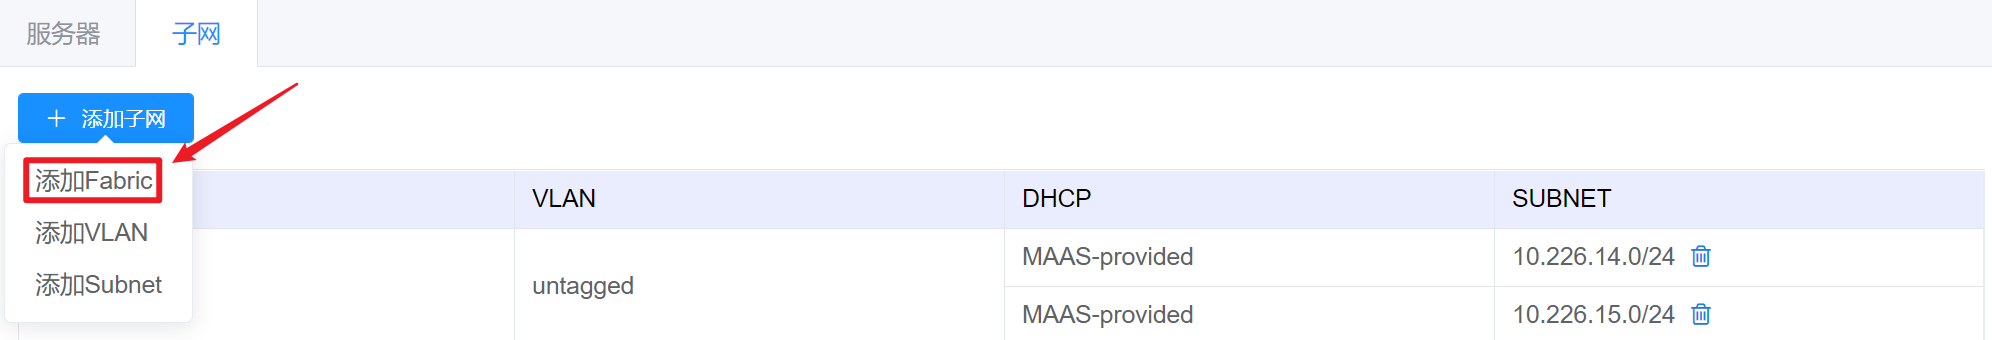 服务器 子网
+ 添加子网
添加Fabric
VLAN DHCP SUBNET
添加VLAN
MAAS-provided 10.226.14.0/24
添加Subnet untagged
MAAS-provided 10.226.15.0/24